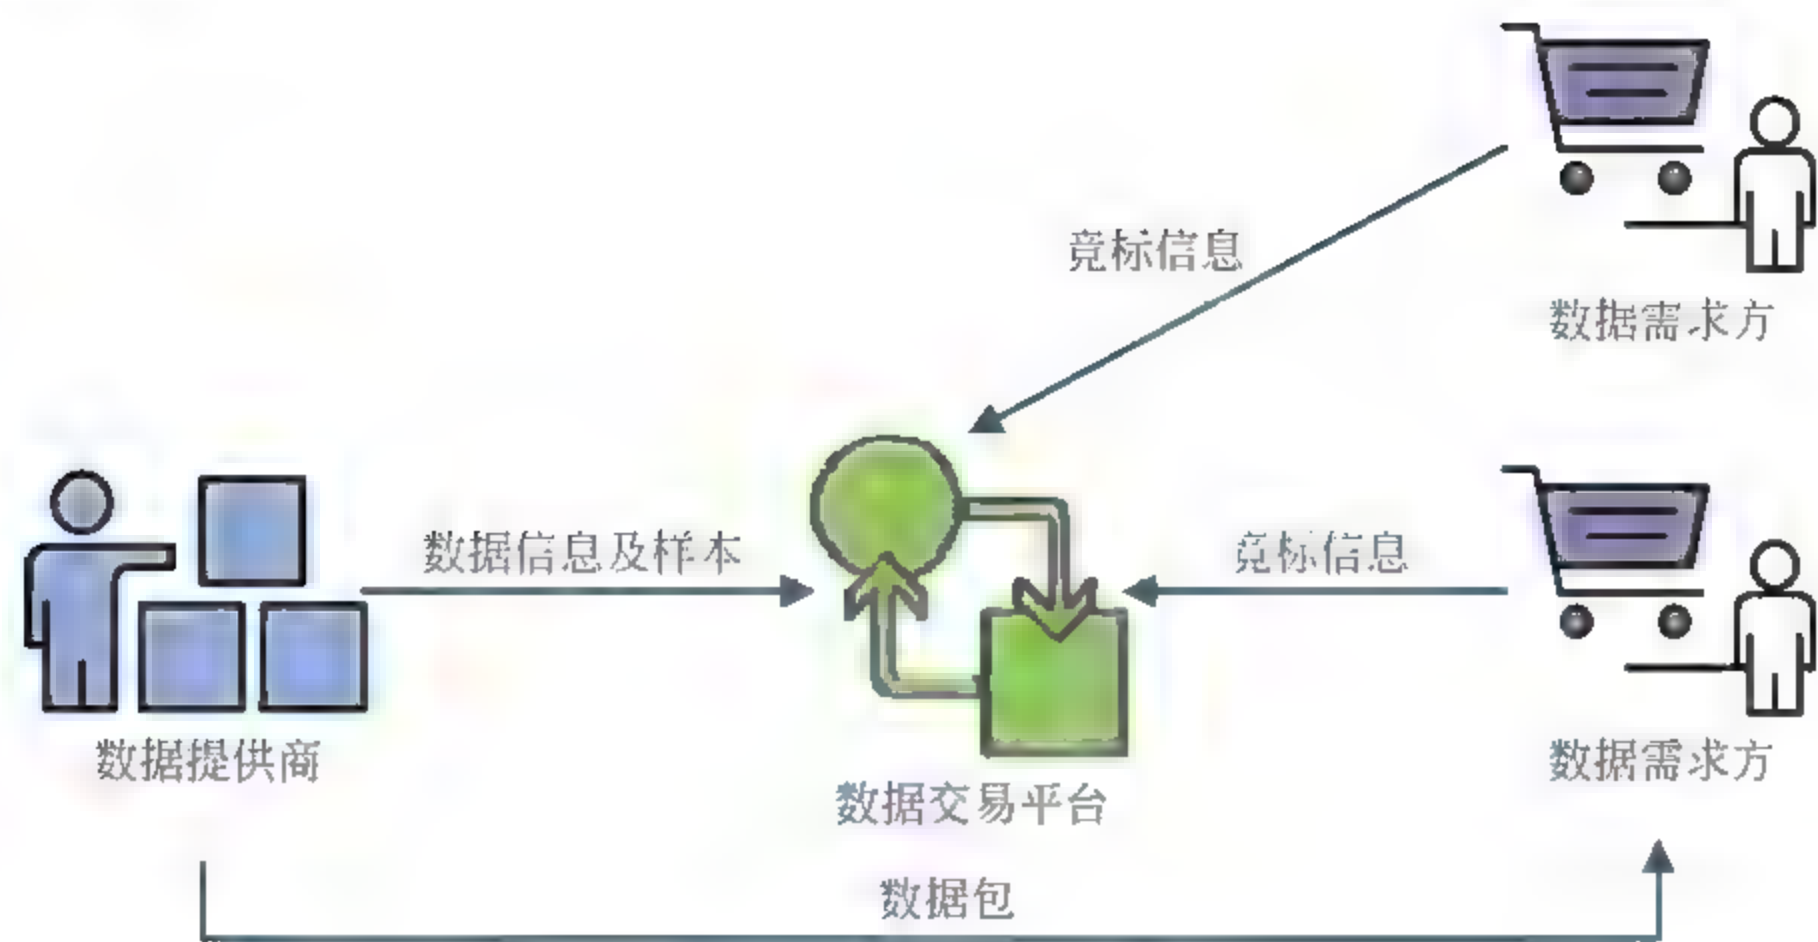 竞标信息
数据需求方
数据信息及样本
竞标信息
数据提供商
数据需求方
数据交易平台
数据包